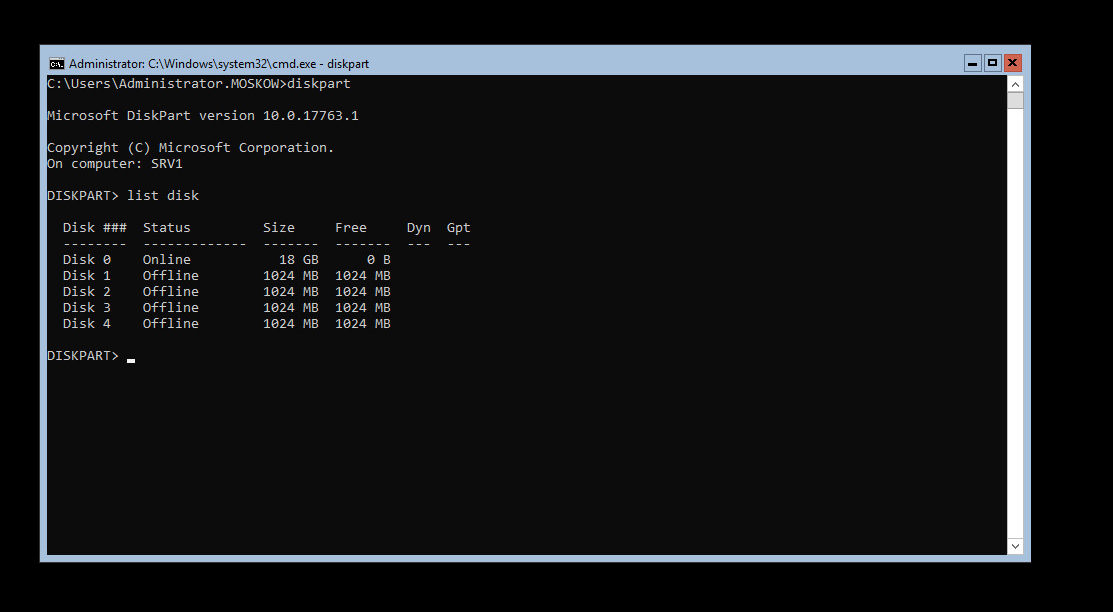 Administrator: C:\Windows\system32\cmd.exe - diskpart
C:\Users\Administrator.MOSKOW>diskpart
Microsoft DiskPart version 10.0.17763.1
Copyright (C) Microsoft Corporation.
On computer: SRV1
DISKPART> list disk
  Disk ###  Status         Size     Free     Dyn  Gpt
  --------  -------------  -------  -------  ---  ---
  Disk 0    Online           18 GB      0 B
  Disk 1    Offline        1024 MB  1024 MB
  Disk 2    Offline        1024 MB  1024 MB
  Disk 3    Offline        1024 MB  1024 MB
  Disk 4    Offline        1024 MB  1024 MB
DISKPART> _